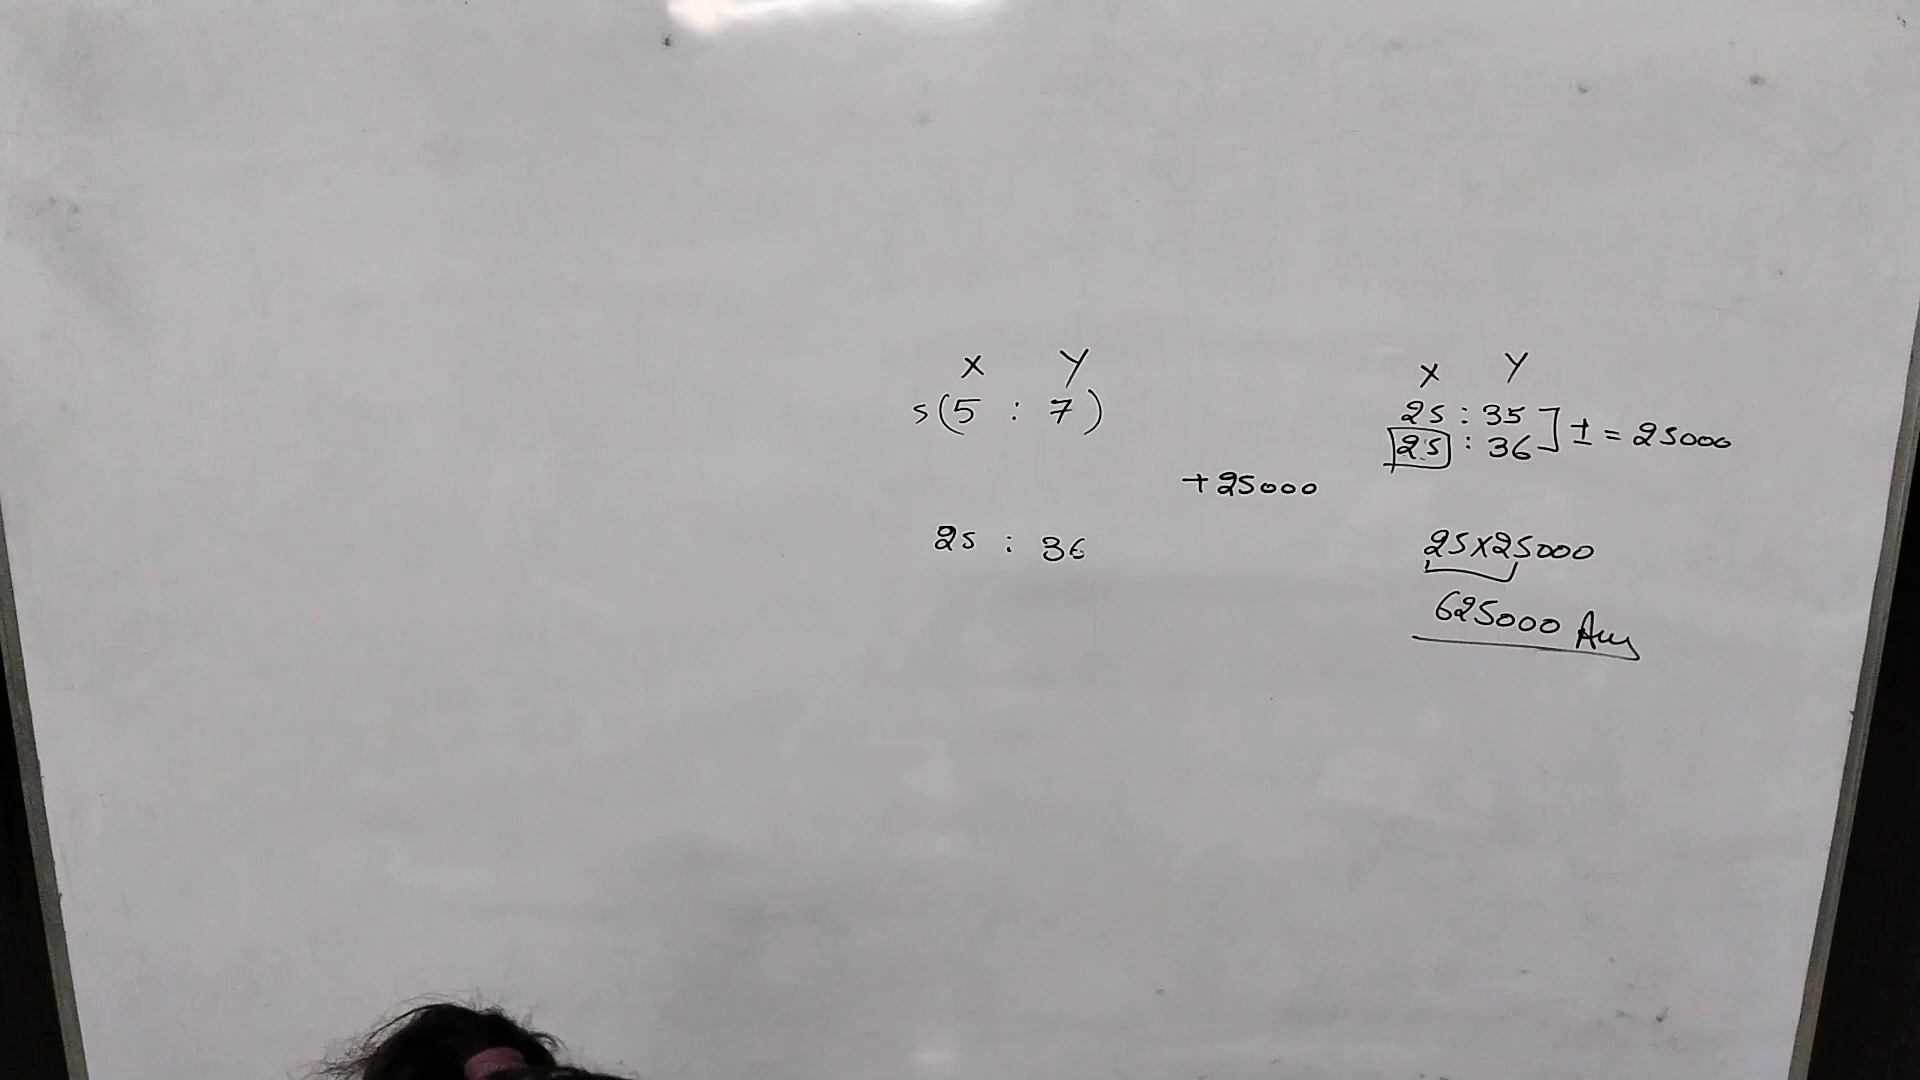 X Y
5(5 : 7)
+25000
25 : 36
X Y
25 : 35 ] 1 = 25000
25 : 36
25X25000
625000 Ans